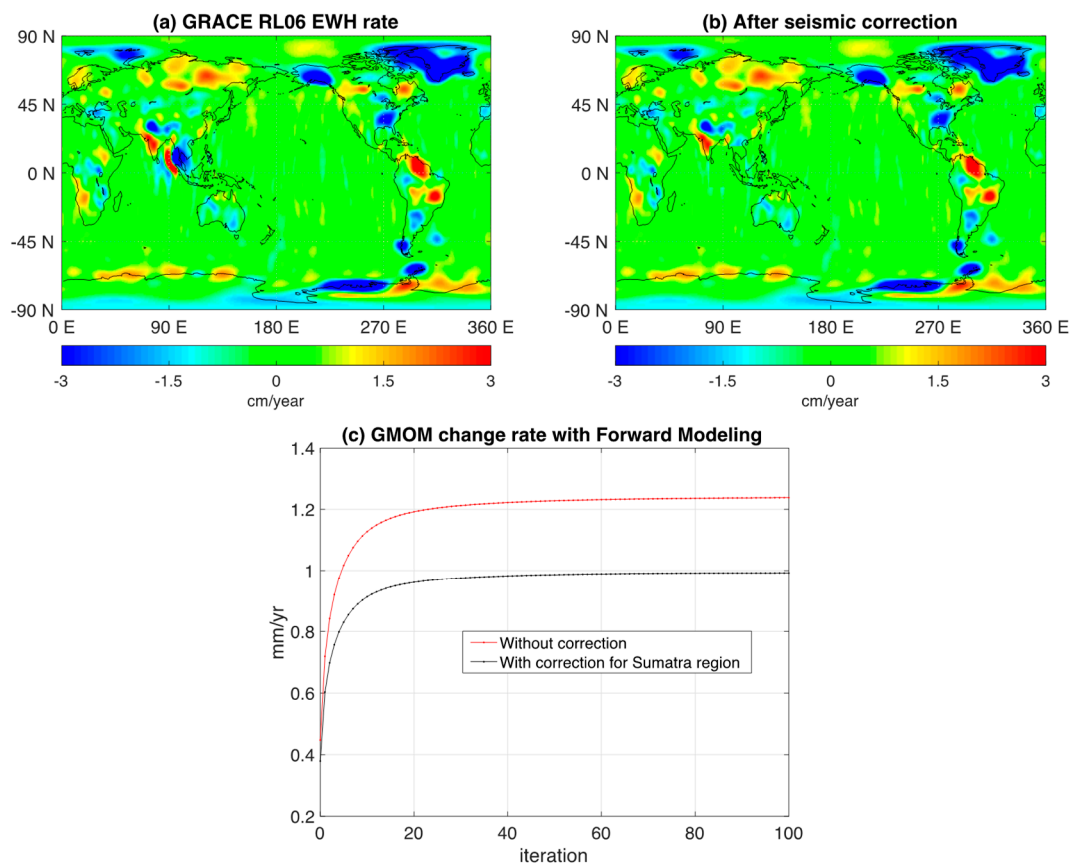 (a) GRACE RL06 EWH rate
90 N
45 N
0 N
-45 N
-90 N
0 E 90 E 180 E 270 E 360 E
-3 -1.5 0 1.5 3
cm/year
(b) After seismic correction
90 N
45 N
0 N
-45 N
-90 N
0 E 90 E 180 E 270 E 360 E
-3 -1.5 0 1.5 3
cm/year
(c) GMOM change rate with Forward Modeling
1.4
1.2
1
0.8
0.6
0.4
0.2
mm/yr
Without correction
With correction for Sumatra region
0 20 40 60 80 100
iteration